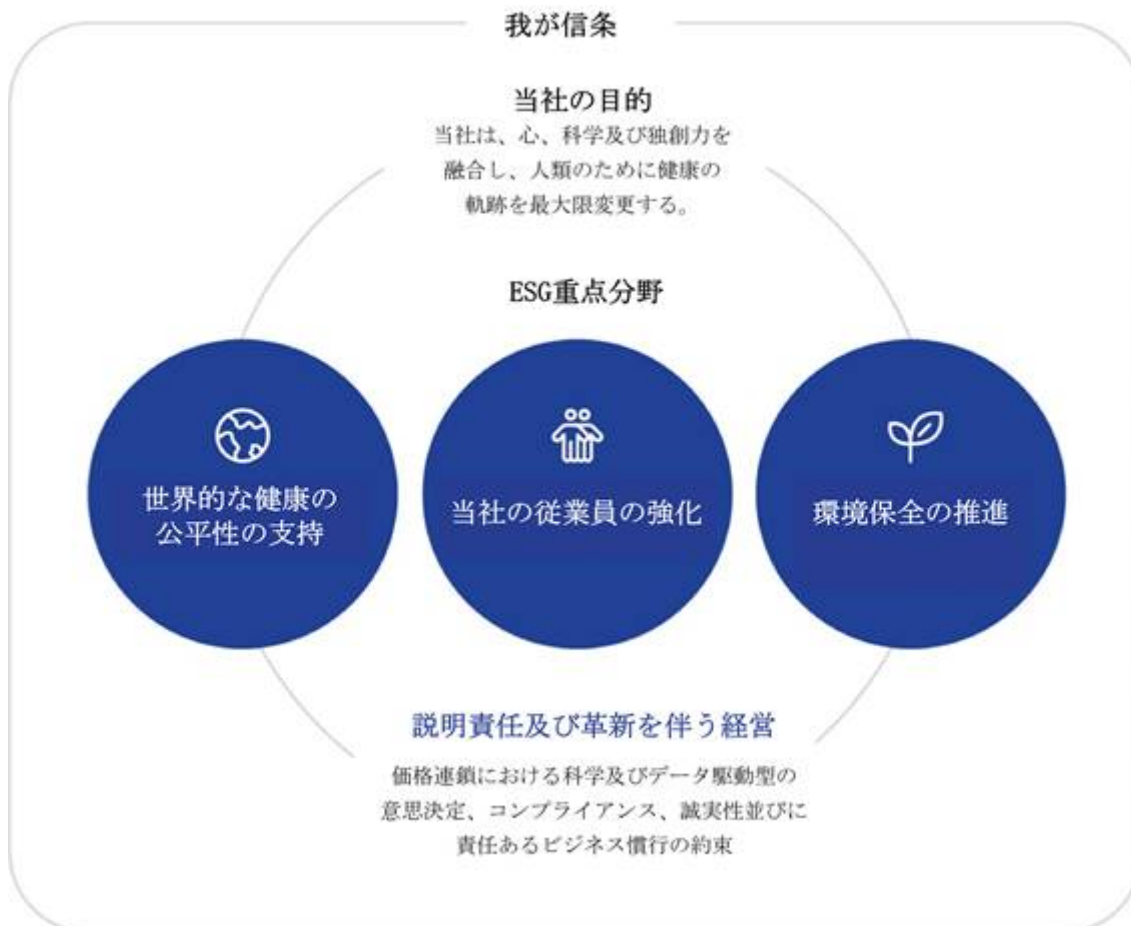 我が信条
当社の目的
当社は、心、科学及び独創力を
融合し、人類のために健康の
軌跡を最大限変更する。
ESG重点分野
世界的な健康の
公平性の支持
当社の従業員の強化
環境保全の推進
説明責任及び革新を伴う経営
価格連鎖における科学及びデータ駆動型の
意思決定、コンプライアンス、誠実性並びに
責任あるビジネス慣行の約束